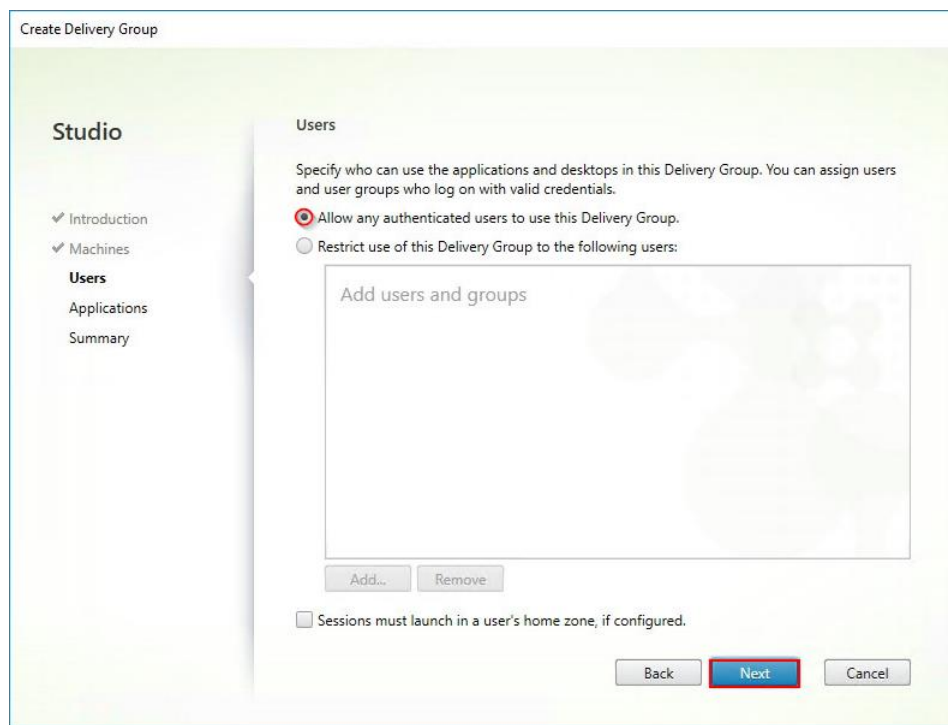 Create Delivery Group
Studio
Introduction
Machines
Users
Applications
Summary
Users
Specify who can use the applications and desktops in this Delivery Group. You can assign users
and user groups who log on with valid credentials.
Allow any authenticated users to use this Delivery Group.
Restrict use of this Delivery Group to the following users:
Add users and groups
Add...
Remove
Sessions must launch in a user's home zone, if configured.
Back
Next
Cancel